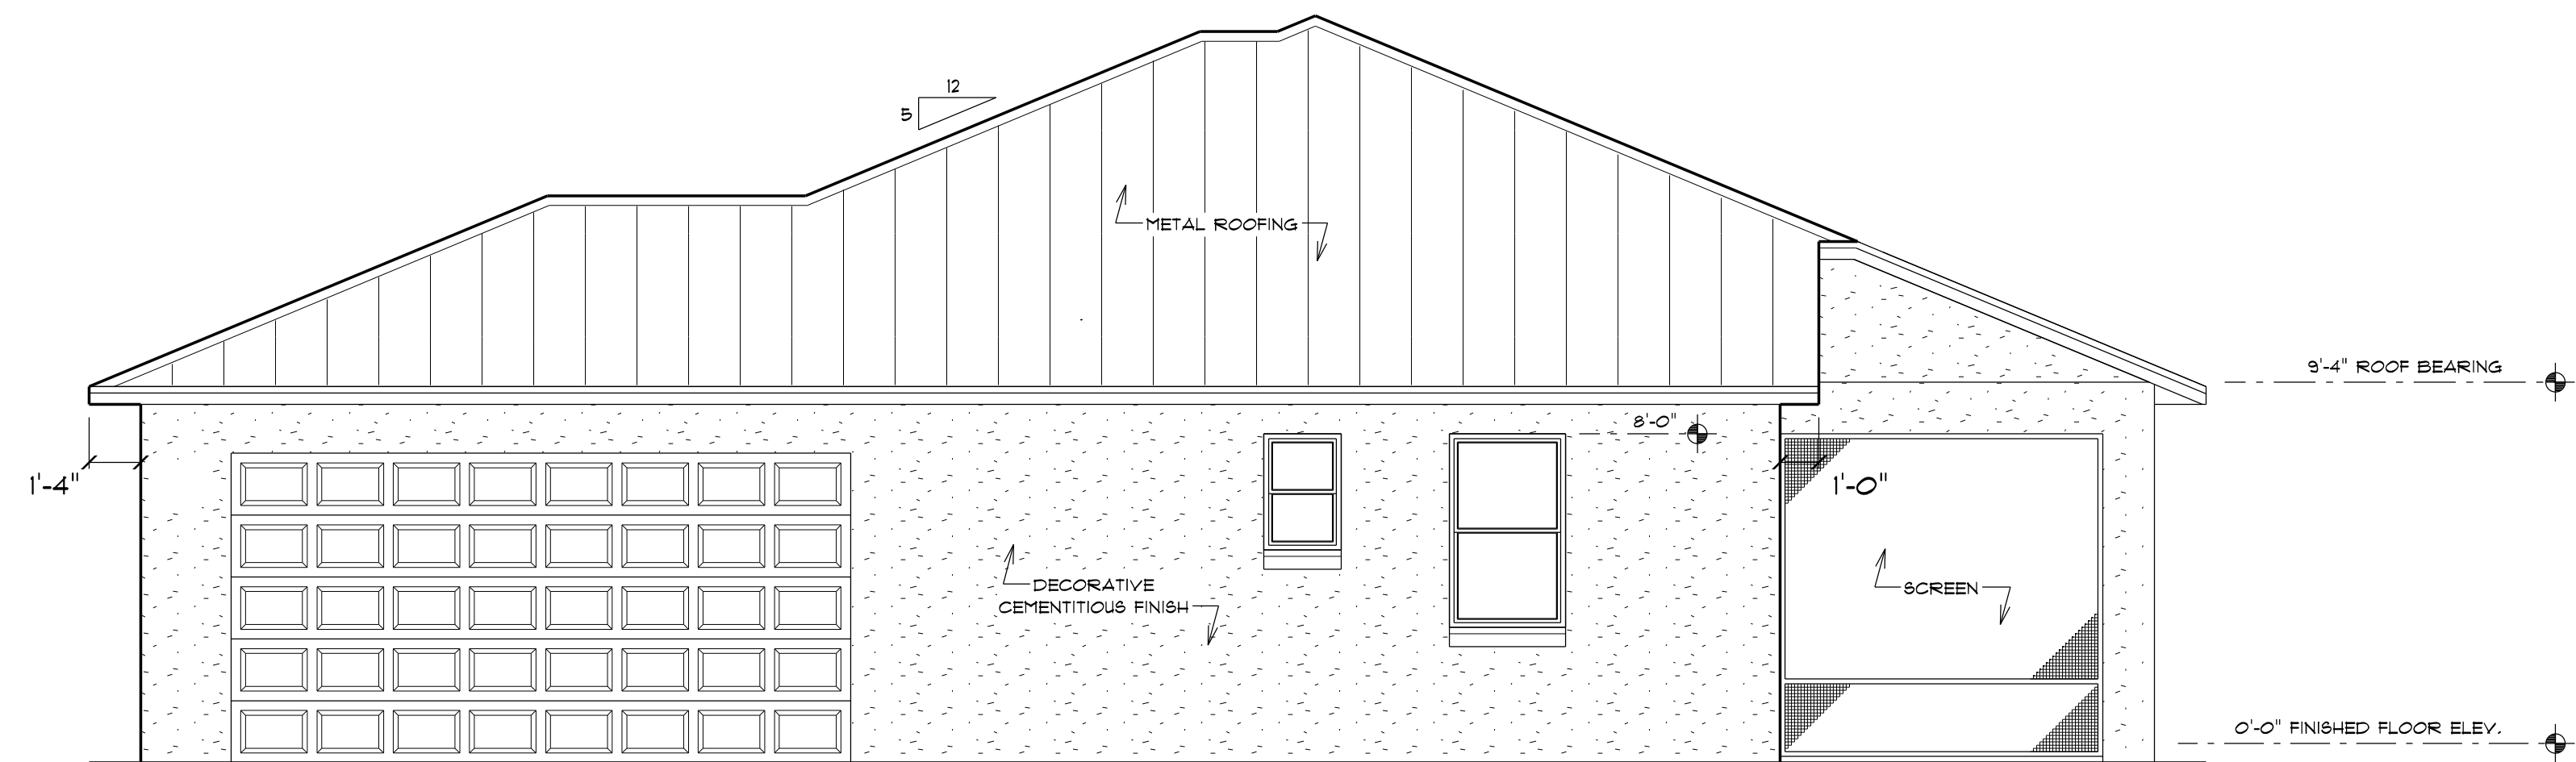 12
5
METAL ROOFING
9'-4" ROOF BEARING
8'-0"
1'-4"
1'-0"
DECORATIVE
CEMENTITIOUS FINISH
SCREEN
0'-0" FINISHED FLOOR ELEV.